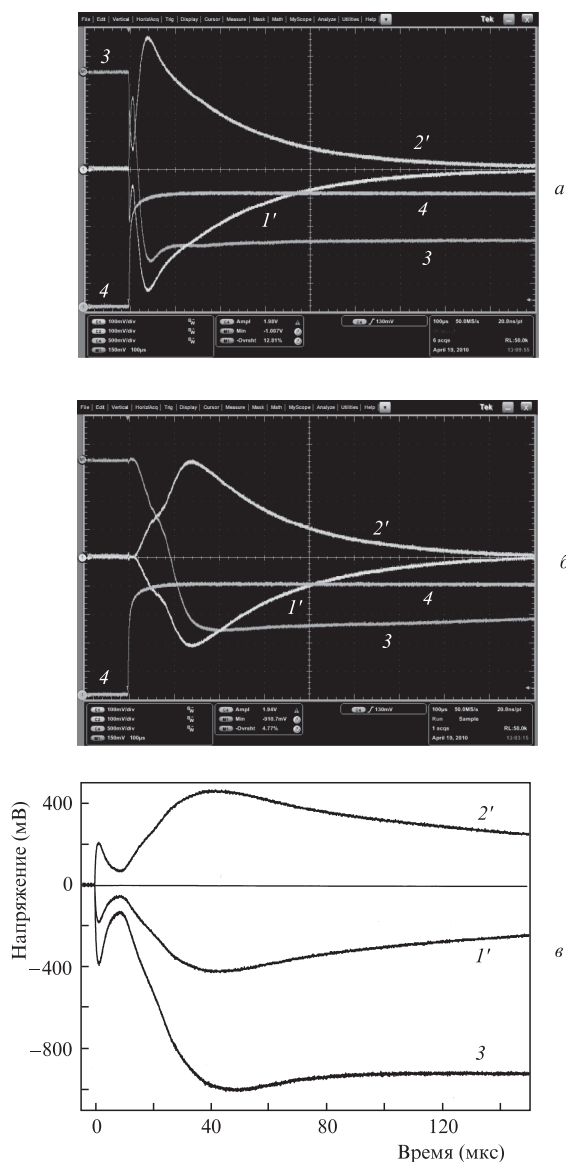 File Edit Vertical Horiz/Acq Trig Display Cursor Measure Mask Math MyScope Analyze Utilities Help Tek
3
2'
1'
4
3
4
а
100mV/div
100mV/div
500mV/div
150mV 100µs
Ampl 1.90V
Min -1.087V
-Ovrsht 12.81%
130mV
100µs 50.0MS/s 20.0ns/pt
6 acqs RL:50.0k
April 19, 2010
File Edit Vertical Horiz/Acq Trig Display Cursor Measure Mask Math MyScope Analyze Utilities Help Tek
2'
1'
4
3
4
б
100mV/div
100mV/div
500mV/div
150mV 100µs
Ampl 1.94V
Min -910.7mV
-Ovrsht 4.77%
130mV
100µs 50.0MS/s 20.0ns/pt
Run Sample
1 acqs RL:50.0k
April 19, 2010
Напряжение (мВ)
400
0
−400
−800
2'
1'
3
в
0 40 80 120
Время (мкс)